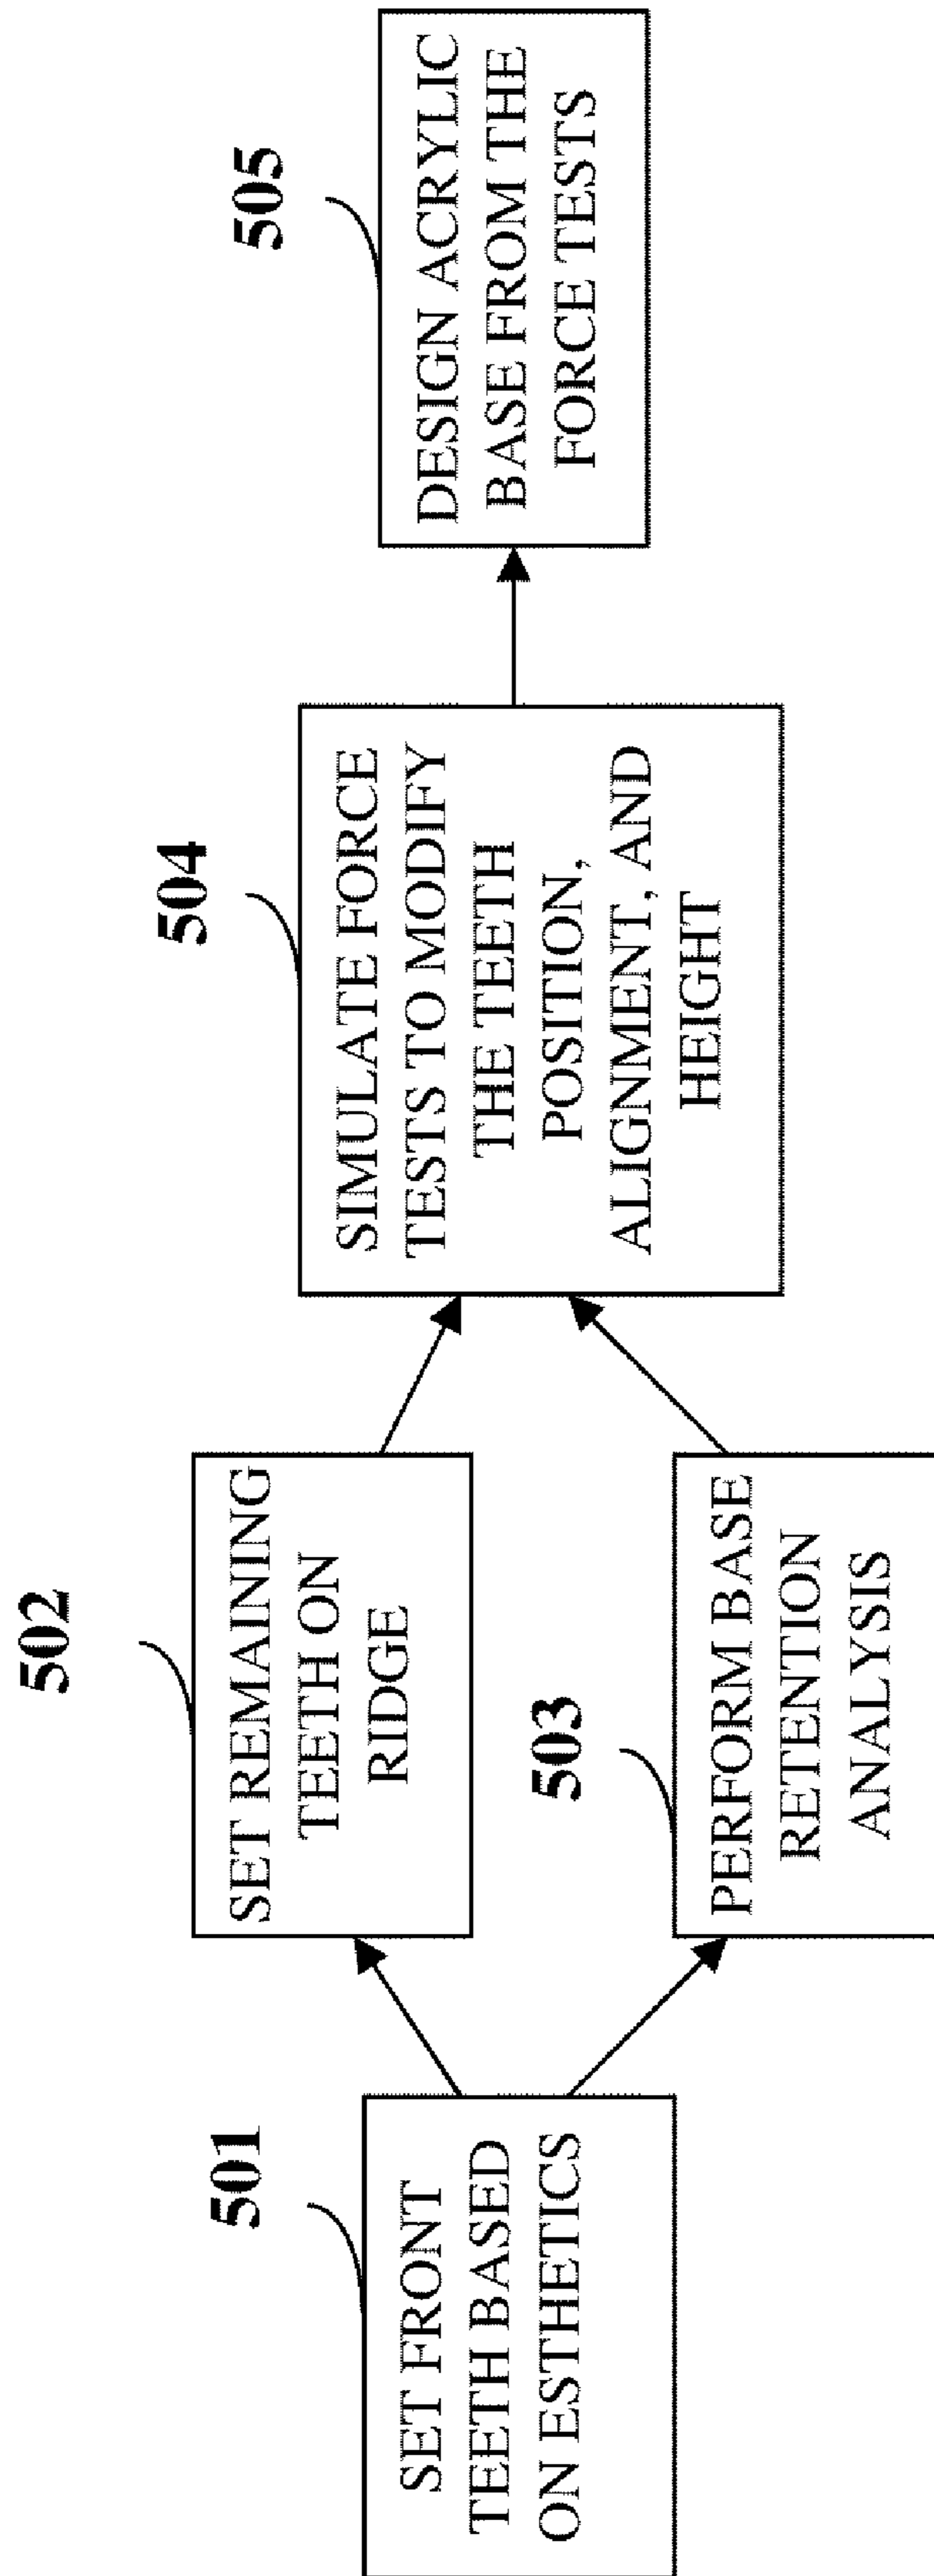 501
SET FRONT
TEETH BASED
ON ESTHETICS
502
SET REMAINING
TEETH ON
RIDGE
503
PERFORM BASE
RETENTION
ANALYSIS
504
SIMULATE FORCE
TESTS TO MODIFY
THE TEETH
POSITION,
ALIGNMENT, AND
HEIGHT
505
DESIGN ACRYLIC
BASE FROM THE
FORCE TESTS